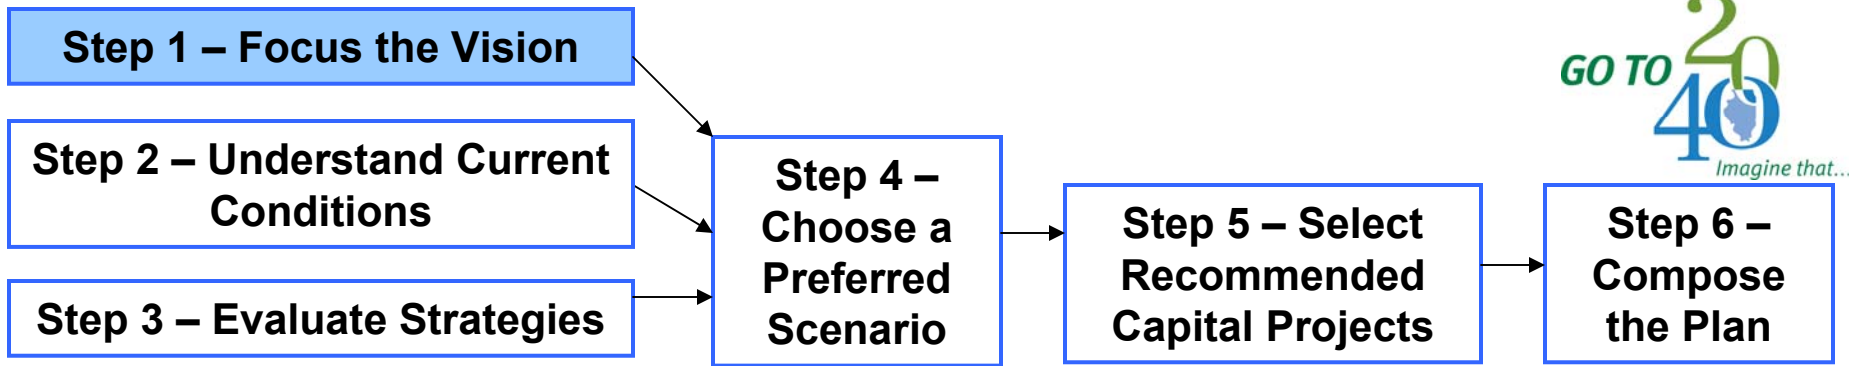 Step 1 – Focus the Vision
Step 2 – Understand Current
Conditions
Step 3 – Evaluate Strategies
Step 4 –
Choose a
Preferred
Scenario
Step 5 – Select
Recommended
Capital Projects
Step 6 –
Compose
the Plan
GO TO 20
40
Imagine that...